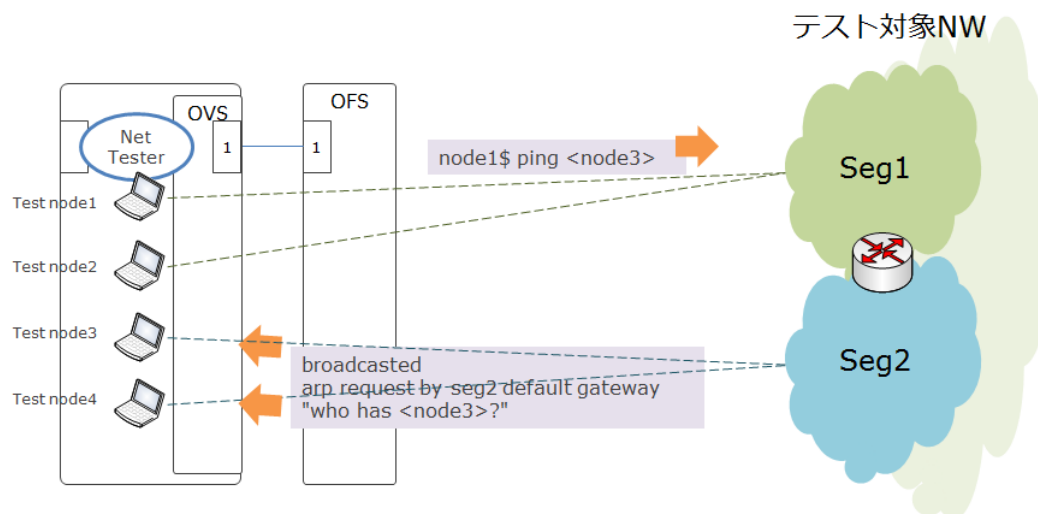 テスト対象NW
OVS
OFS
Net
Tester
1
1
node1$ ping <node3>
Seg1
Test node1
Test node2
Test node3
broadcasted
arp request by seg2 default gateway
"who has <node3>?"
Seg2
Test node4